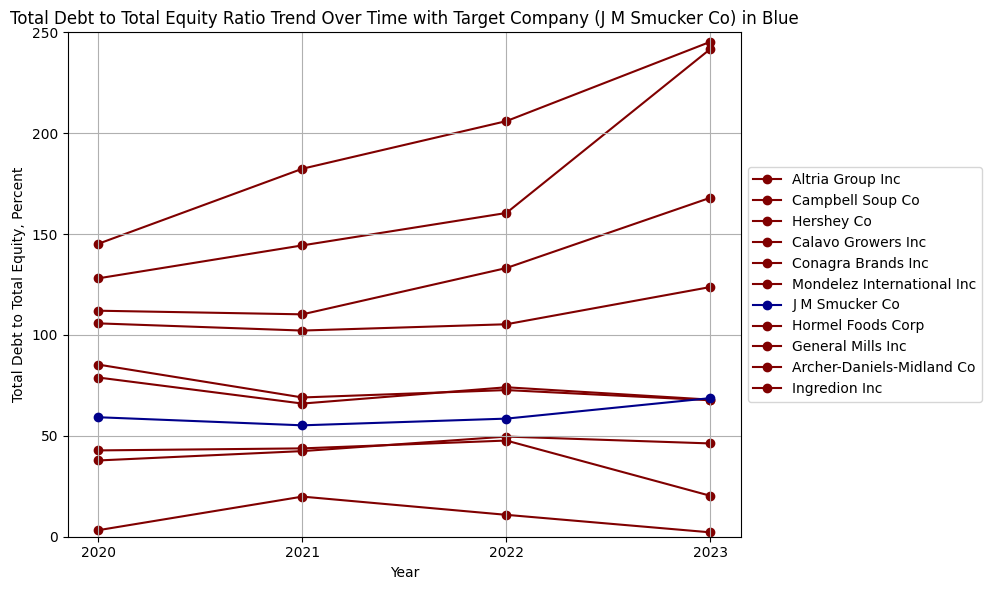 Total Debt to Total Equity Ratio Trend Over Time with Target Company (J M Smucker Co) in Blue
250
200
150
100
50
0
Total Debt to Total Equity, Percent
2020
2021
2022
2023
Year
Altria Group Inc
Campbell Soup Co
Hershey Co
Calavo Growers Inc
Conagra Brands Inc
Mondelez International Inc
J M Smucker Co
Hormel Foods Corp
General Mills Inc
Archer-Daniels-Midland Co
Ingredion Inc